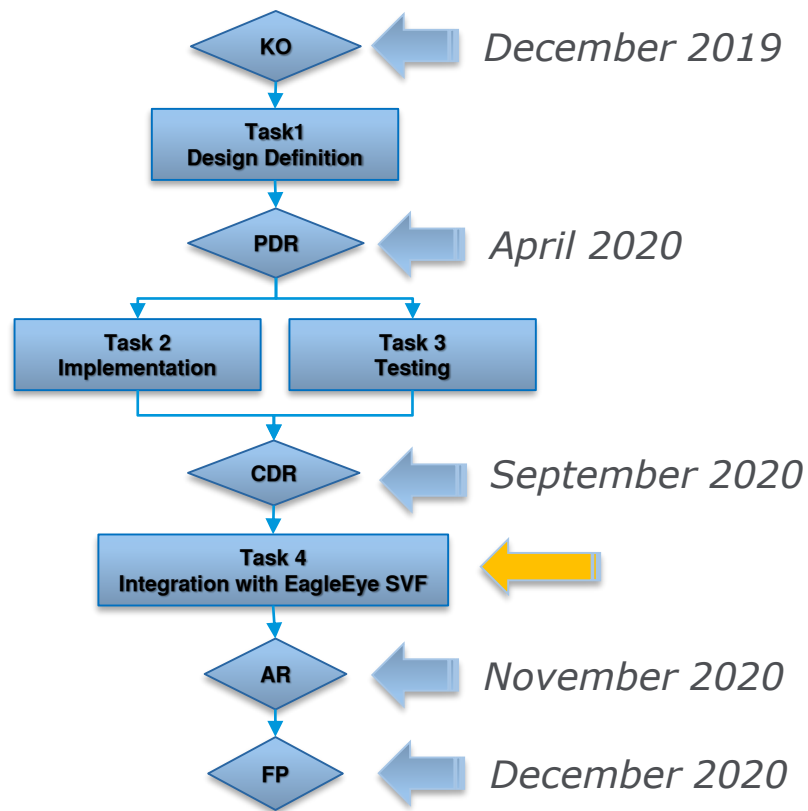 KO
December 2019
Task1
Design Definition
PDR
April 2020
Task 2
Implementation
Task 3
Testing
CDR
September 2020
Task 4
Integration with EagleEye SVF
AR
November 2020
FP
December 2020